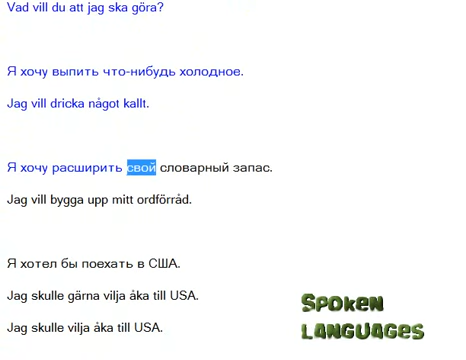 Vad vill du att jag ska göra?
Я хочу выпить что-нибудь холодное.
Jag vill dricka något kallt.
Я хочу расширить свой словарный запас.
Jag vill bygga upp mitt ordförråd.
Я хотел бы поехать в США.
Jag skulle gärna vilja åka till USA.
Jag skulle vilja åka till USA.
Spoken
Languages